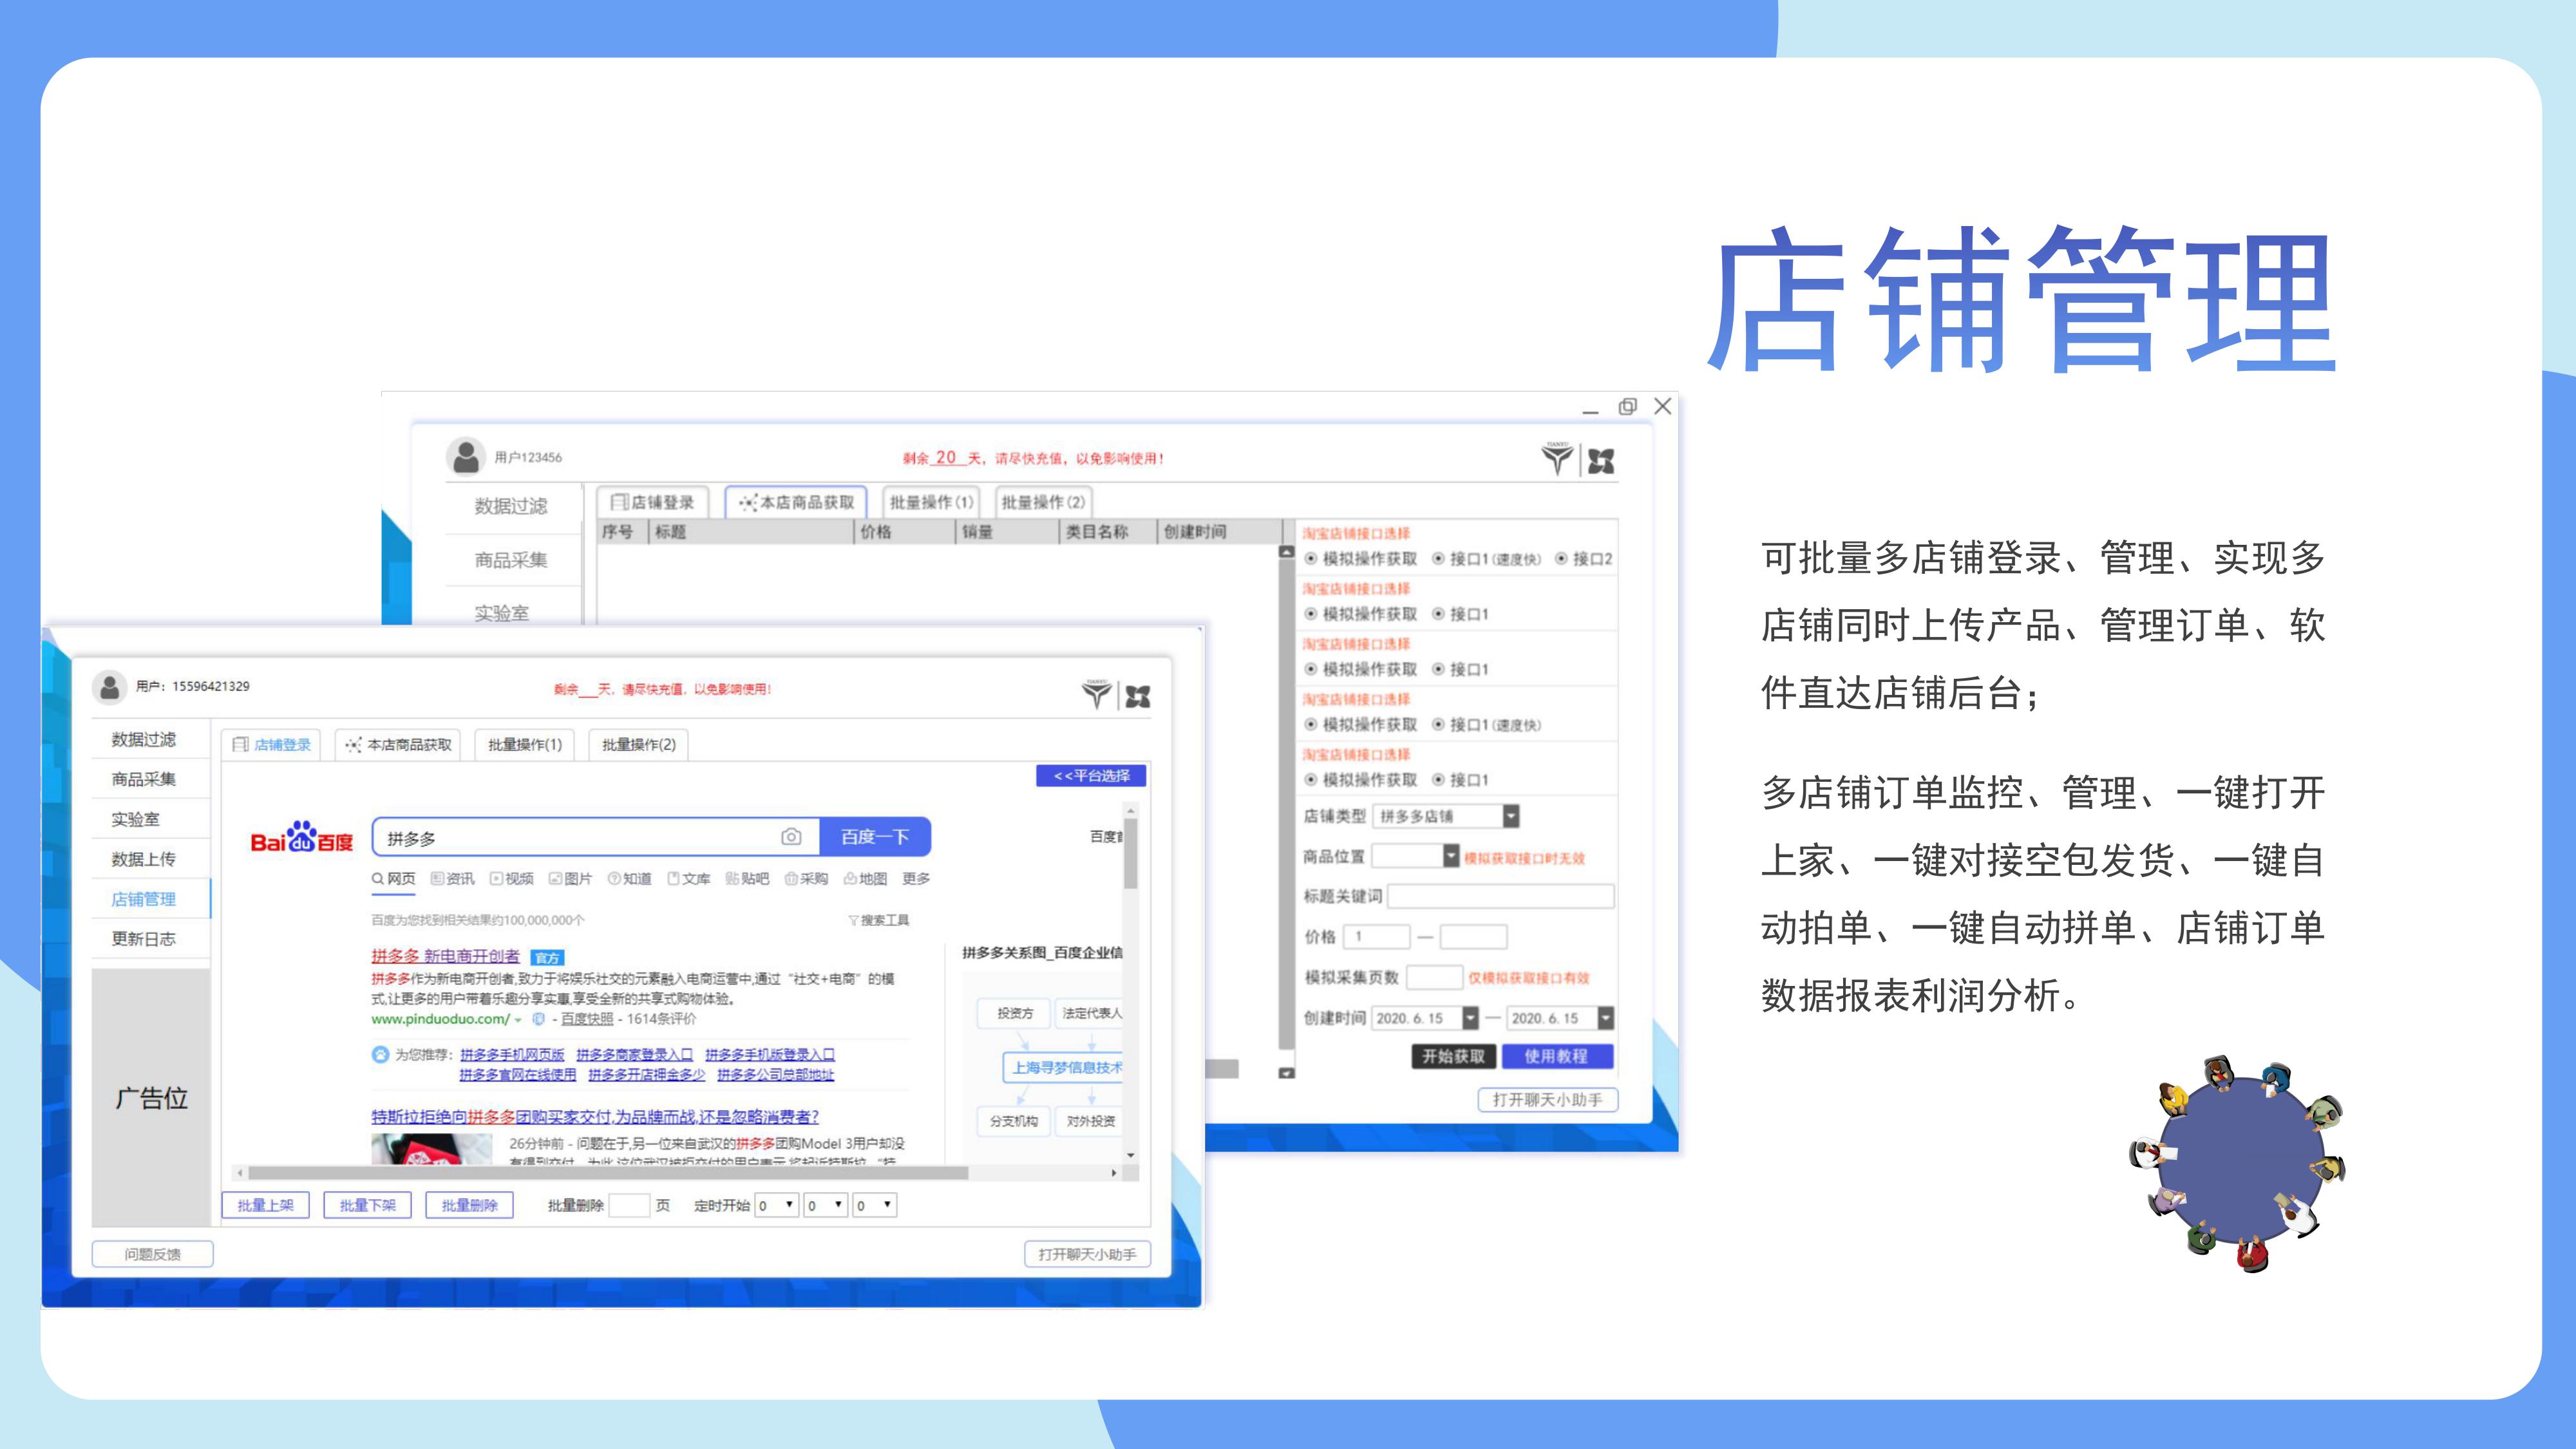 店铺管理
可批量多店铺登录、管理、实现多
店铺同时上传产品、管理订单、软
件直达店铺后台；
多店铺订单监控、管理、一键打开
上家、一键对接空包发货、一键自
动拍单、一键自动拼单、店铺订单
数据报表利润分析。
用户123456
剩余 20 天，请尽快充值，以免影响使用！
数据过滤
商品采集
实验室
店铺登录 本店商品获取 批量操作(1) 批量操作(2)
序号 标题 价格 销量 类目名称 创建时间
淘宝店铺接口选择
模拟操作获取 接口1(速度快) 接口2
淘宝店铺接口选择
模拟操作获取 接口1
淘宝店铺接口选择
模拟操作获取 接口1
淘宝店铺接口选择
模拟操作获取 接口1(速度快)
淘宝店铺接口选择
模拟操作获取 接口1
店铺类型 拼多多店铺
商品位置 模拟获取接口时无效
标题关键词
价格 1 —
模拟采集页数 仅模拟获取接口有效
创建时间 2020.6.15 — 2020.6.15
开始获取 使用教程
打开聊天小助手
用户：15596421329
剩余___天，请尽快充值，以免影响使用！
数据过滤
商品采集
实验室
数据上传
店铺管理
更新日志
广告位
问题反馈
店铺登录 本店商品获取 批量操作(1) 批量操作(2)
<<平台选择
Bai du 百度 拼多多 百度一下 百度首
网页 资讯 视频 图片 知道 文库 贴吧 采购 地图 更多
百度为您找到相关结果约100,000,000个 搜索工具
拼多多 新电商开创者 官方
拼多多作为新电商开创者,致力于将娱乐社交的元素融入电商运营中,通过“社交+电商”的模
式,让更多的用户带着乐趣分享实惠,享受全新的共享式购物体验。
www.pinduoduo.com/ - 百度快照 - 1614条评价
为您推荐： 拼多多手机网页版 拼多多商家登录入口 拼多多手机版登录入口
拼多多官网在线使用 拼多多开店押金多少 拼多多公司总部地址
特斯拉拒绝向拼多多团购买家交付,为品牌而战,还是忽略消费者?
26分钟前 - 问题在于,另一位来自武汉的拼多多团购Model 3用户却没
拼多多关系图_百度企业信
投资方 法定代表人
上海寻梦信息技术
分支机构 对外投资
批量上架 批量下架 批量删除 批量删除 页 定时开始 0 0 0
打开聊天小助手